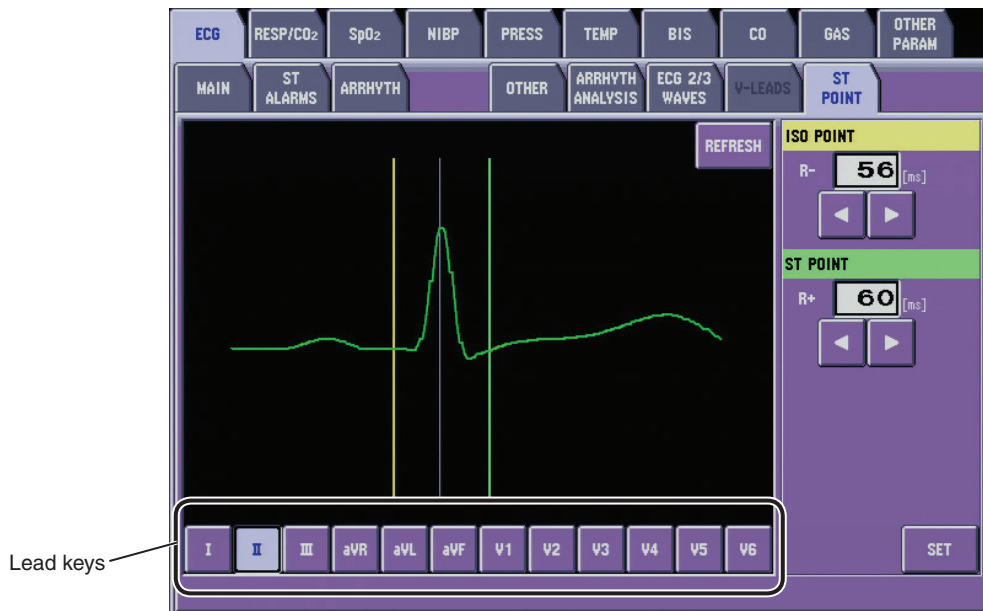 ECG RESP/CO2 SpO2 NIBP PRESS TEMP BIS CO GAS OTHER PARAM
MAIN ST ALARMS ARRHYTH OTHER ARRHYTH ANALYSIS ECG 2/3 WAVES V-LEADS ST POINT
REFRESH
ISO POINT
R- 56 [ms]
ST POINT
R+ 60 [ms]
Lead keys
I II III aVR aVL aVF V1 V2 V3 V4 V5 V6 SET